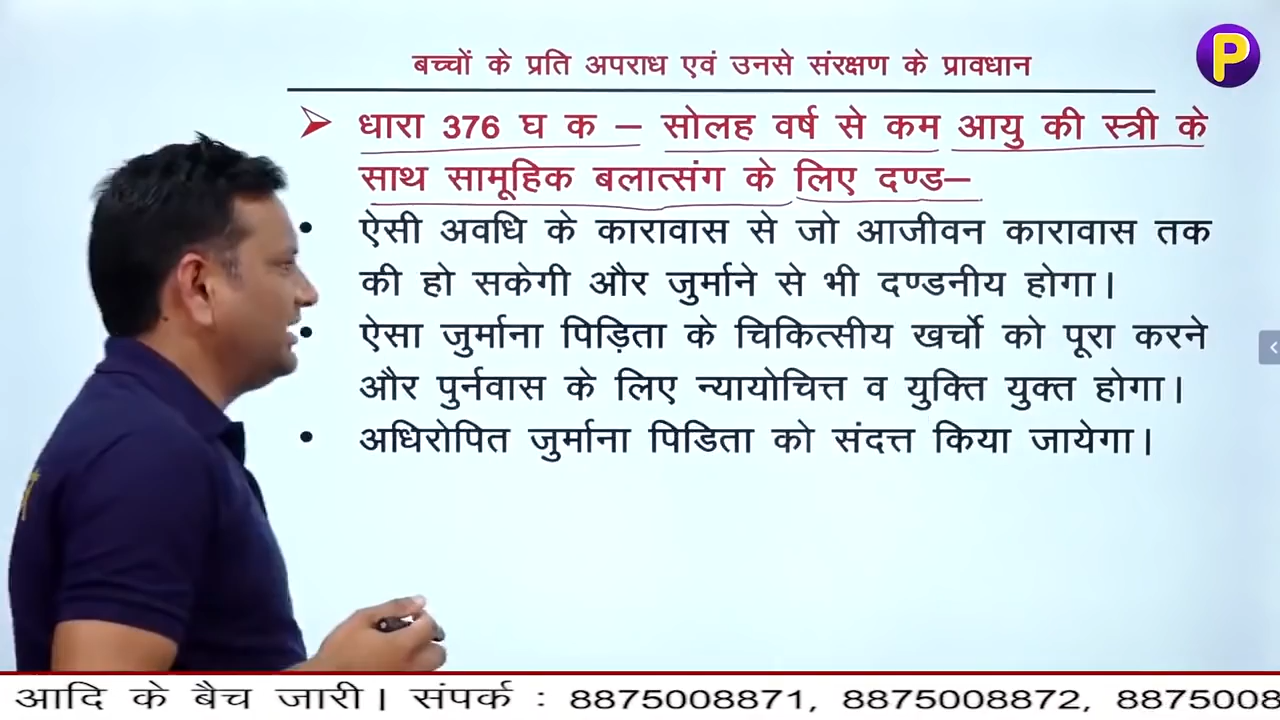 P
बच्चों के प्रति अपराध एवं उनसे संरक्षण के प्रावधान
धारा 376 घ क – सोलह वर्ष से कम आयु की स्त्री के
साथ सामूहिक बलात्संग के लिए दण्ड–
ऐसी अवधि के कारावास से जो आजीवन कारावास तक
की हो सकेगी और जुर्माने से भी दण्डनीय होगा।
ऐसा जुर्माना पिड़िता के चिकित्सीय खर्चो को पूरा करने
और पुर्नवास के लिए न्यायोचित्त व युक्ति युक्त होगा।
अधिरोपित जुर्माना पिडिता को संदत्त किया जायेगा।
आदि के बैच जारी। संपर्क : 8875008871, 8875008872, 8875008